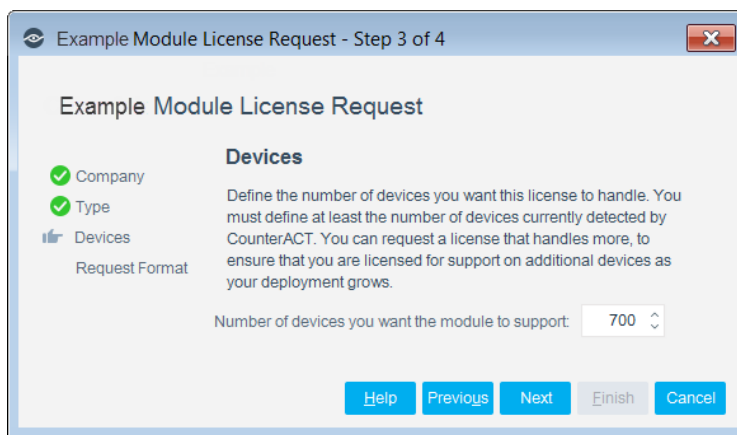 Example Module License Request - Step 3 of 4
Example Module License Request
Company
Type
Devices
Request Format
Devices
Define the number of devices you want this license to handle. You
must define at least the number of devices currently detected by
CounterACT. You can request a license that handles more, to
ensure that you are licensed for support on additional devices as
your deployment grows.
Number of devices you want the module to support: 700
Help Previous Next Finish Cancel